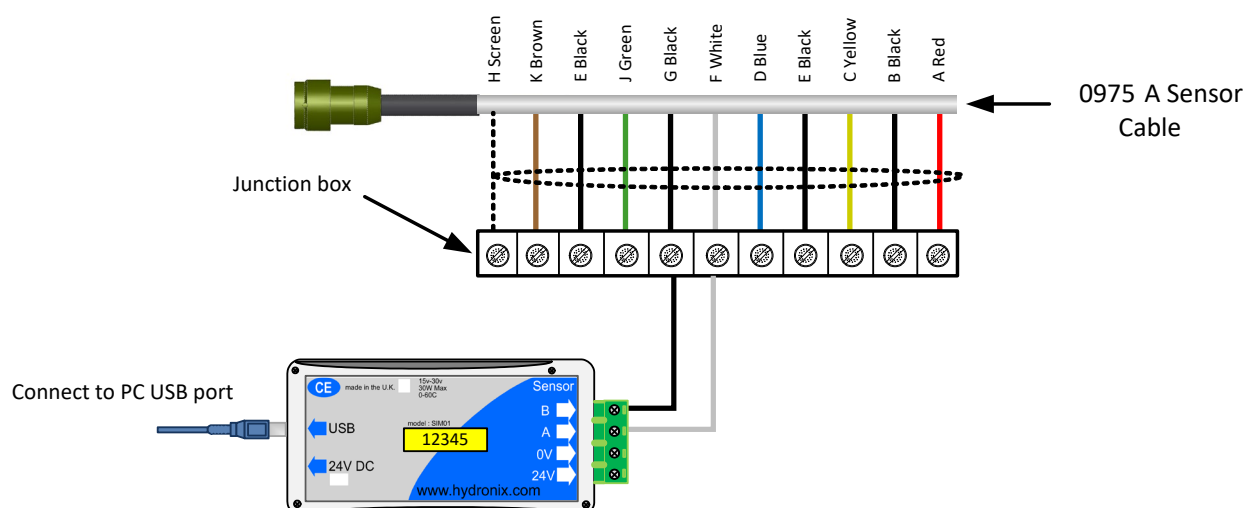 H Screen
K Brown
E Black
J Green
G Black
F White
D Blue
E Black
C Yellow
B Black
A Red
0975 A Sensor
Cable
Junction box
Connect to PC USB port
CE
made in the U.K.
15v-30v
30W Max
0-60C
Sensor
B
USB
model : SIM01
12345
A
0V
24V DC
24V
www.hydronix.com